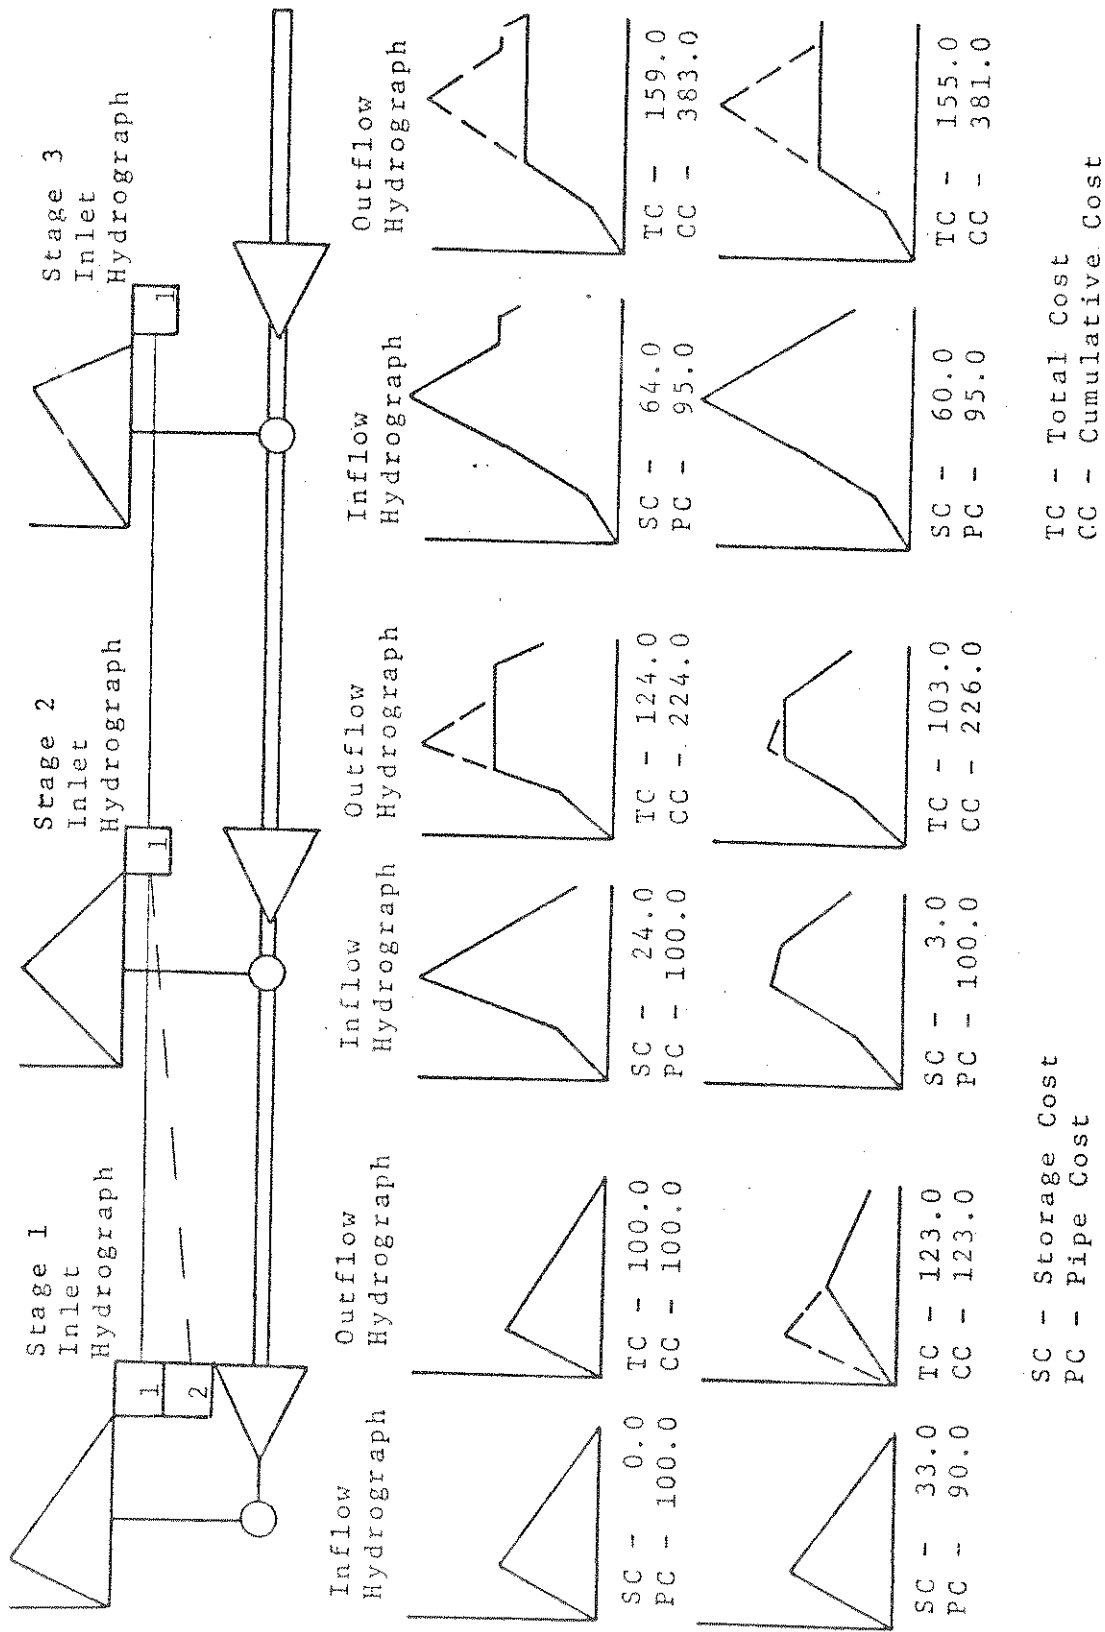 Stage 1
Inlet
Hydrograph
Stage 2
Inlet
Hydrograph
Stage 3
Inlet
Hydrograph
1
2
1
1
Inflow
Hydrograph
Outflow
Hydrograph
Inflow
Hydrograph
Outflow
Hydrograph
Inflow
Hydrograph
Outflow
Hydrograph
SC - 0.0
PC - 100.0
TC - 100.0
CC - 100.0
SC - 24.0
PC - 100.0
TC - 124.0
CC - 224.0
SC - 64.0
PC - 95.0
TC - 159.0
CC - 383.0
SC - 33.0
PC - 90.0
TC - 123.0
CC - 123.0
SC - 3.0
PC - 100.0
TC - 103.0
CC - 226.0
SC - 60.0
PC - 95.0
TC - 155.0
CC - 381.0
SC - Storage Cost
PC - Pipe Cost
TC - Total Cost
CC - Cumulative Cost